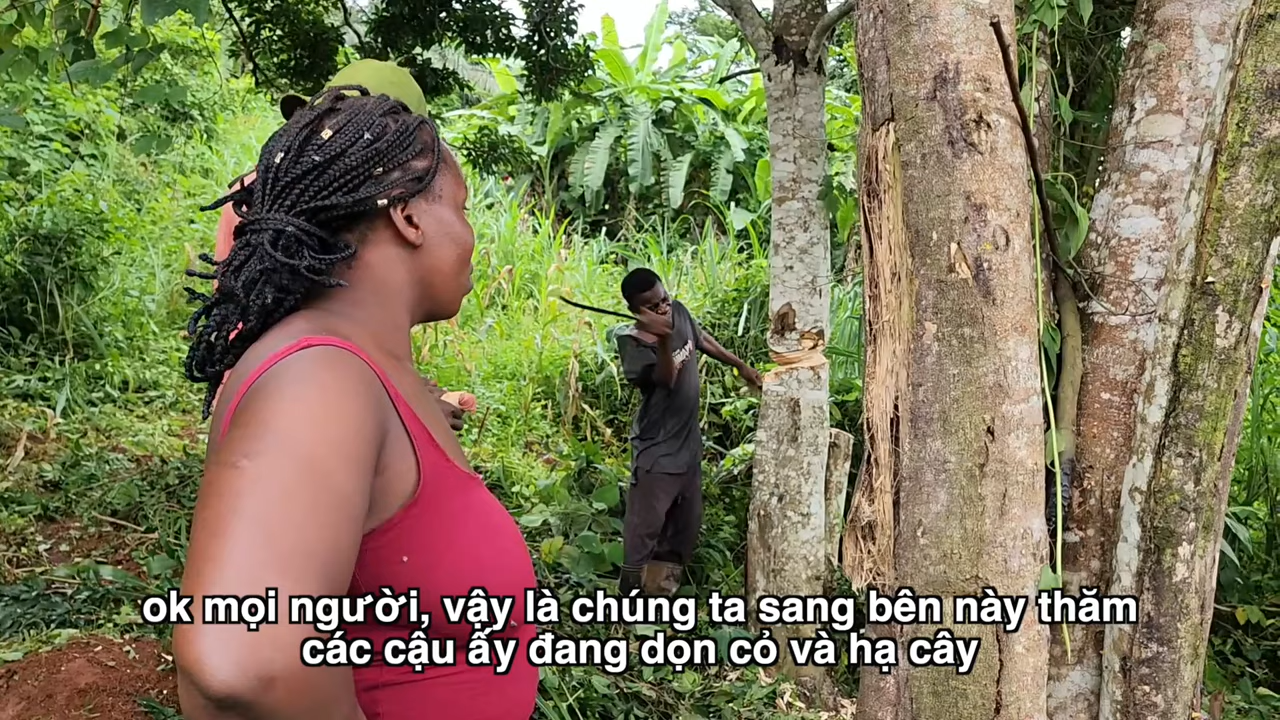 ok mọi người, vậy là chúng ta sang bên này thăm
các cậu ấy đang dọn cỏ và hạ cây